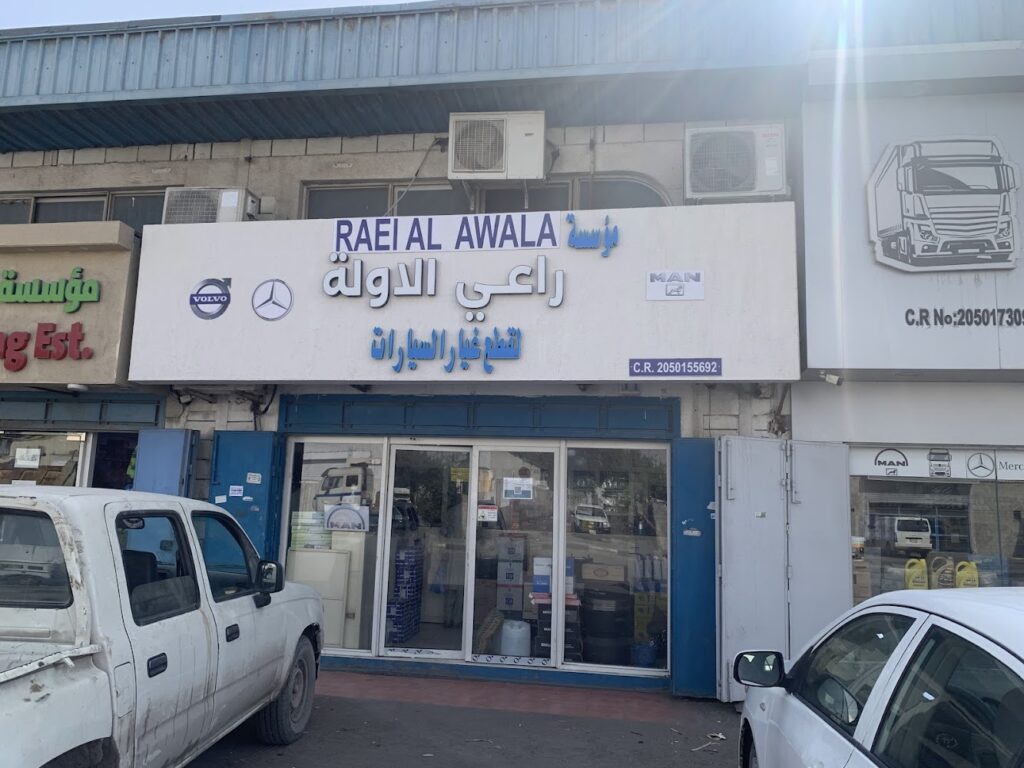 RAEI AL AWALA مؤسسة
راعي الاولة
لقطع غيار السيارات
VOLVO
MAN
C.R. 2050155692
مؤسسة
ng Est.
C.R No:20501730
MAN
MAN
Merc